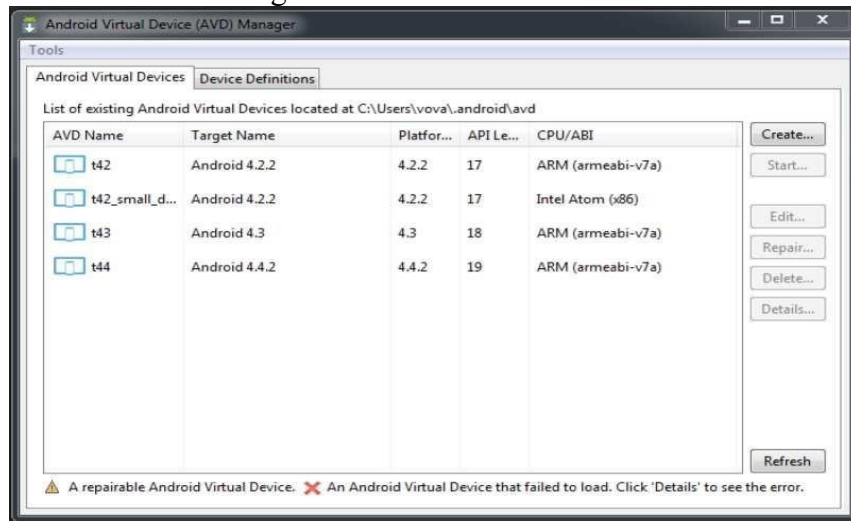 Android Virtual Device (AVD) Manager
Tools
Android Virtual Devices Device Definitions
List of existing Android Virtual Devices located at C:\Users\vova\.android\avd
AVD Name Target Name Platfor... API Le... CPU/ABI
t42 Android 4.2.2 4.2.2 17 ARM (armeabi-v7a)
t42_small_d... Android 4.2.2 4.2.2 17 Intel Atom (x86)
t43 Android 4.3 4.3 18 ARM (armeabi-v7a)
t44 Android 4.4.2 4.4.2 19 ARM (armeabi-v7a)
Create...
Start...
Edit...
Repair...
Delete...
Details...
Refresh
A repairable Android Virtual Device. An Android Virtual Device that failed to load. Click 'Details' to see the error.